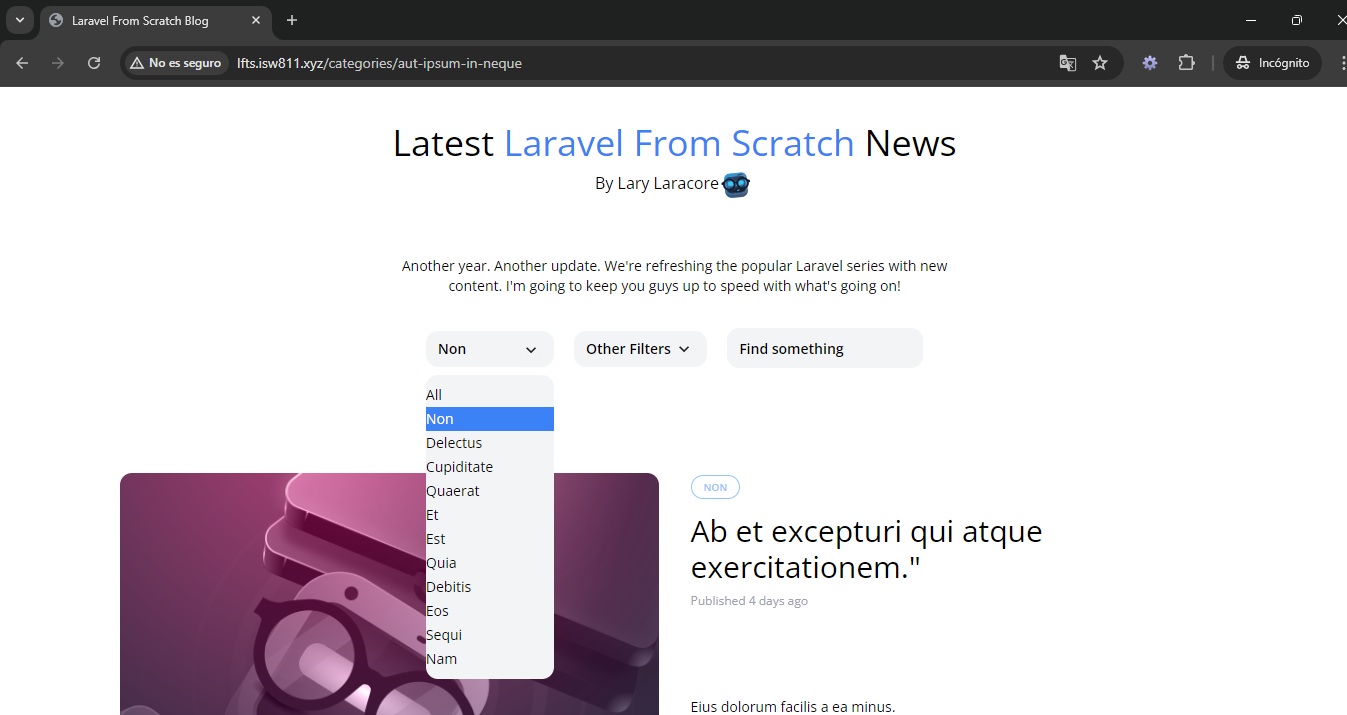 Laravel From Scratch Blog
No es seguro lfts.isw811.xyz/categories/aut-ipsum-in-neque
Incógnito
Latest Laravel From Scratch News
By Lary Laracore
Another year. Another update. We're refreshing the popular Laravel series with new
content. I'm going to keep you guys up to speed with what's going on!
Non Other Filters Find something
All
Non
Delectus
Cupiditate
Quaerat
Et
Est
Quia
Debitis
Eos
Sequi
Nam
NON
Ab et excepturi qui atque
exercitationem."
Published 4 days ago
Eius dolorum facilis a ea minus.